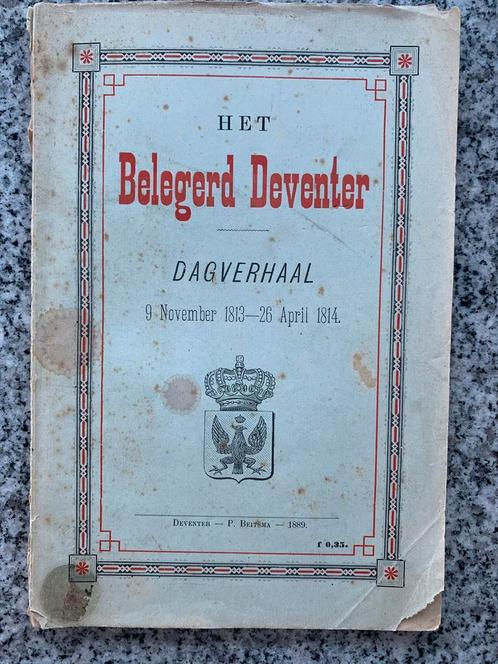 HET
Belegerd Deventer
DAGVERHAAL
9 November 1813—26 April 1814.
DEVENTER — P. BEITSMA — 1889.
f 0,35.